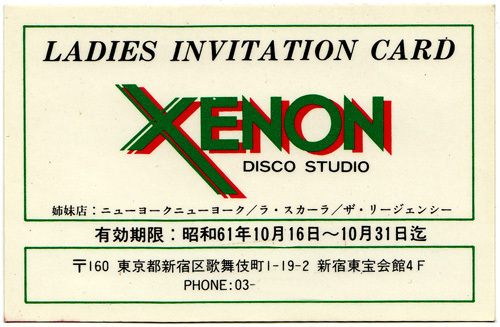 LADIES INVITATION CARD
XENON
DISCO STUDIO
姉妹店：ニューヨークニューヨーク／ラ・スカーラ／ザ・リージェンシー
有効期限：昭和61年10月16日〜10月31日迄
〒160 東京都新宿区歌舞伎町1-19-2 新宿東宝会館4F
PHONE:03-